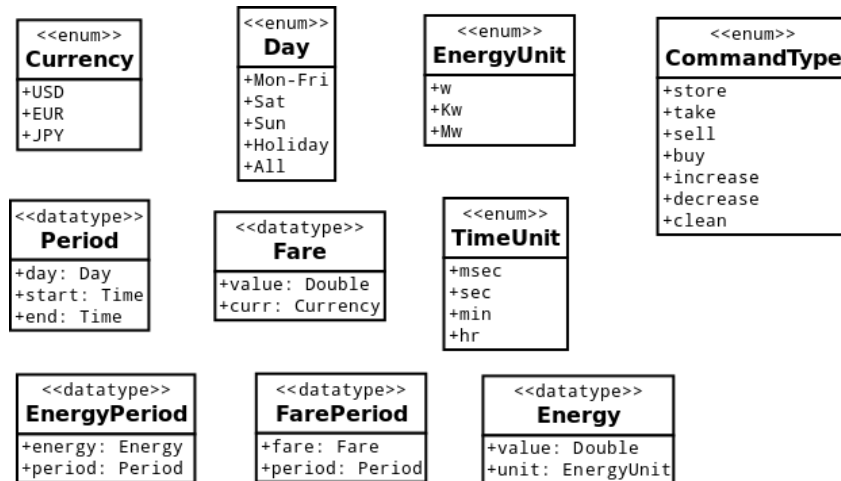 <<enum>>
Currency
+USD
+EUR
+JPY
<<enum>>
Day
+Mon-Fri
+Sat
+Sun
+Holiday
+All
<<enum>>
EnergyUnit
+w
+Kw
+Mw
<<enum>>
CommandType
+store
+take
+sell
+buy
+increase
+decrease
+clean
<<datatype>>
Period
+day: Day
+start: Time
+end: Time
<<datatype>>
Fare
+value: Double
+curr: Currency
<<enum>>
TimeUnit
+msec
+sec
+min
+hr
<<datatype>>
EnergyPeriod
+energy: Energy
+period: Period
<<datatype>>
FarePeriod
+fare: Fare
+period: Period
<<datatype>>
Energy
+value: Double
+unit: EnergyUnit